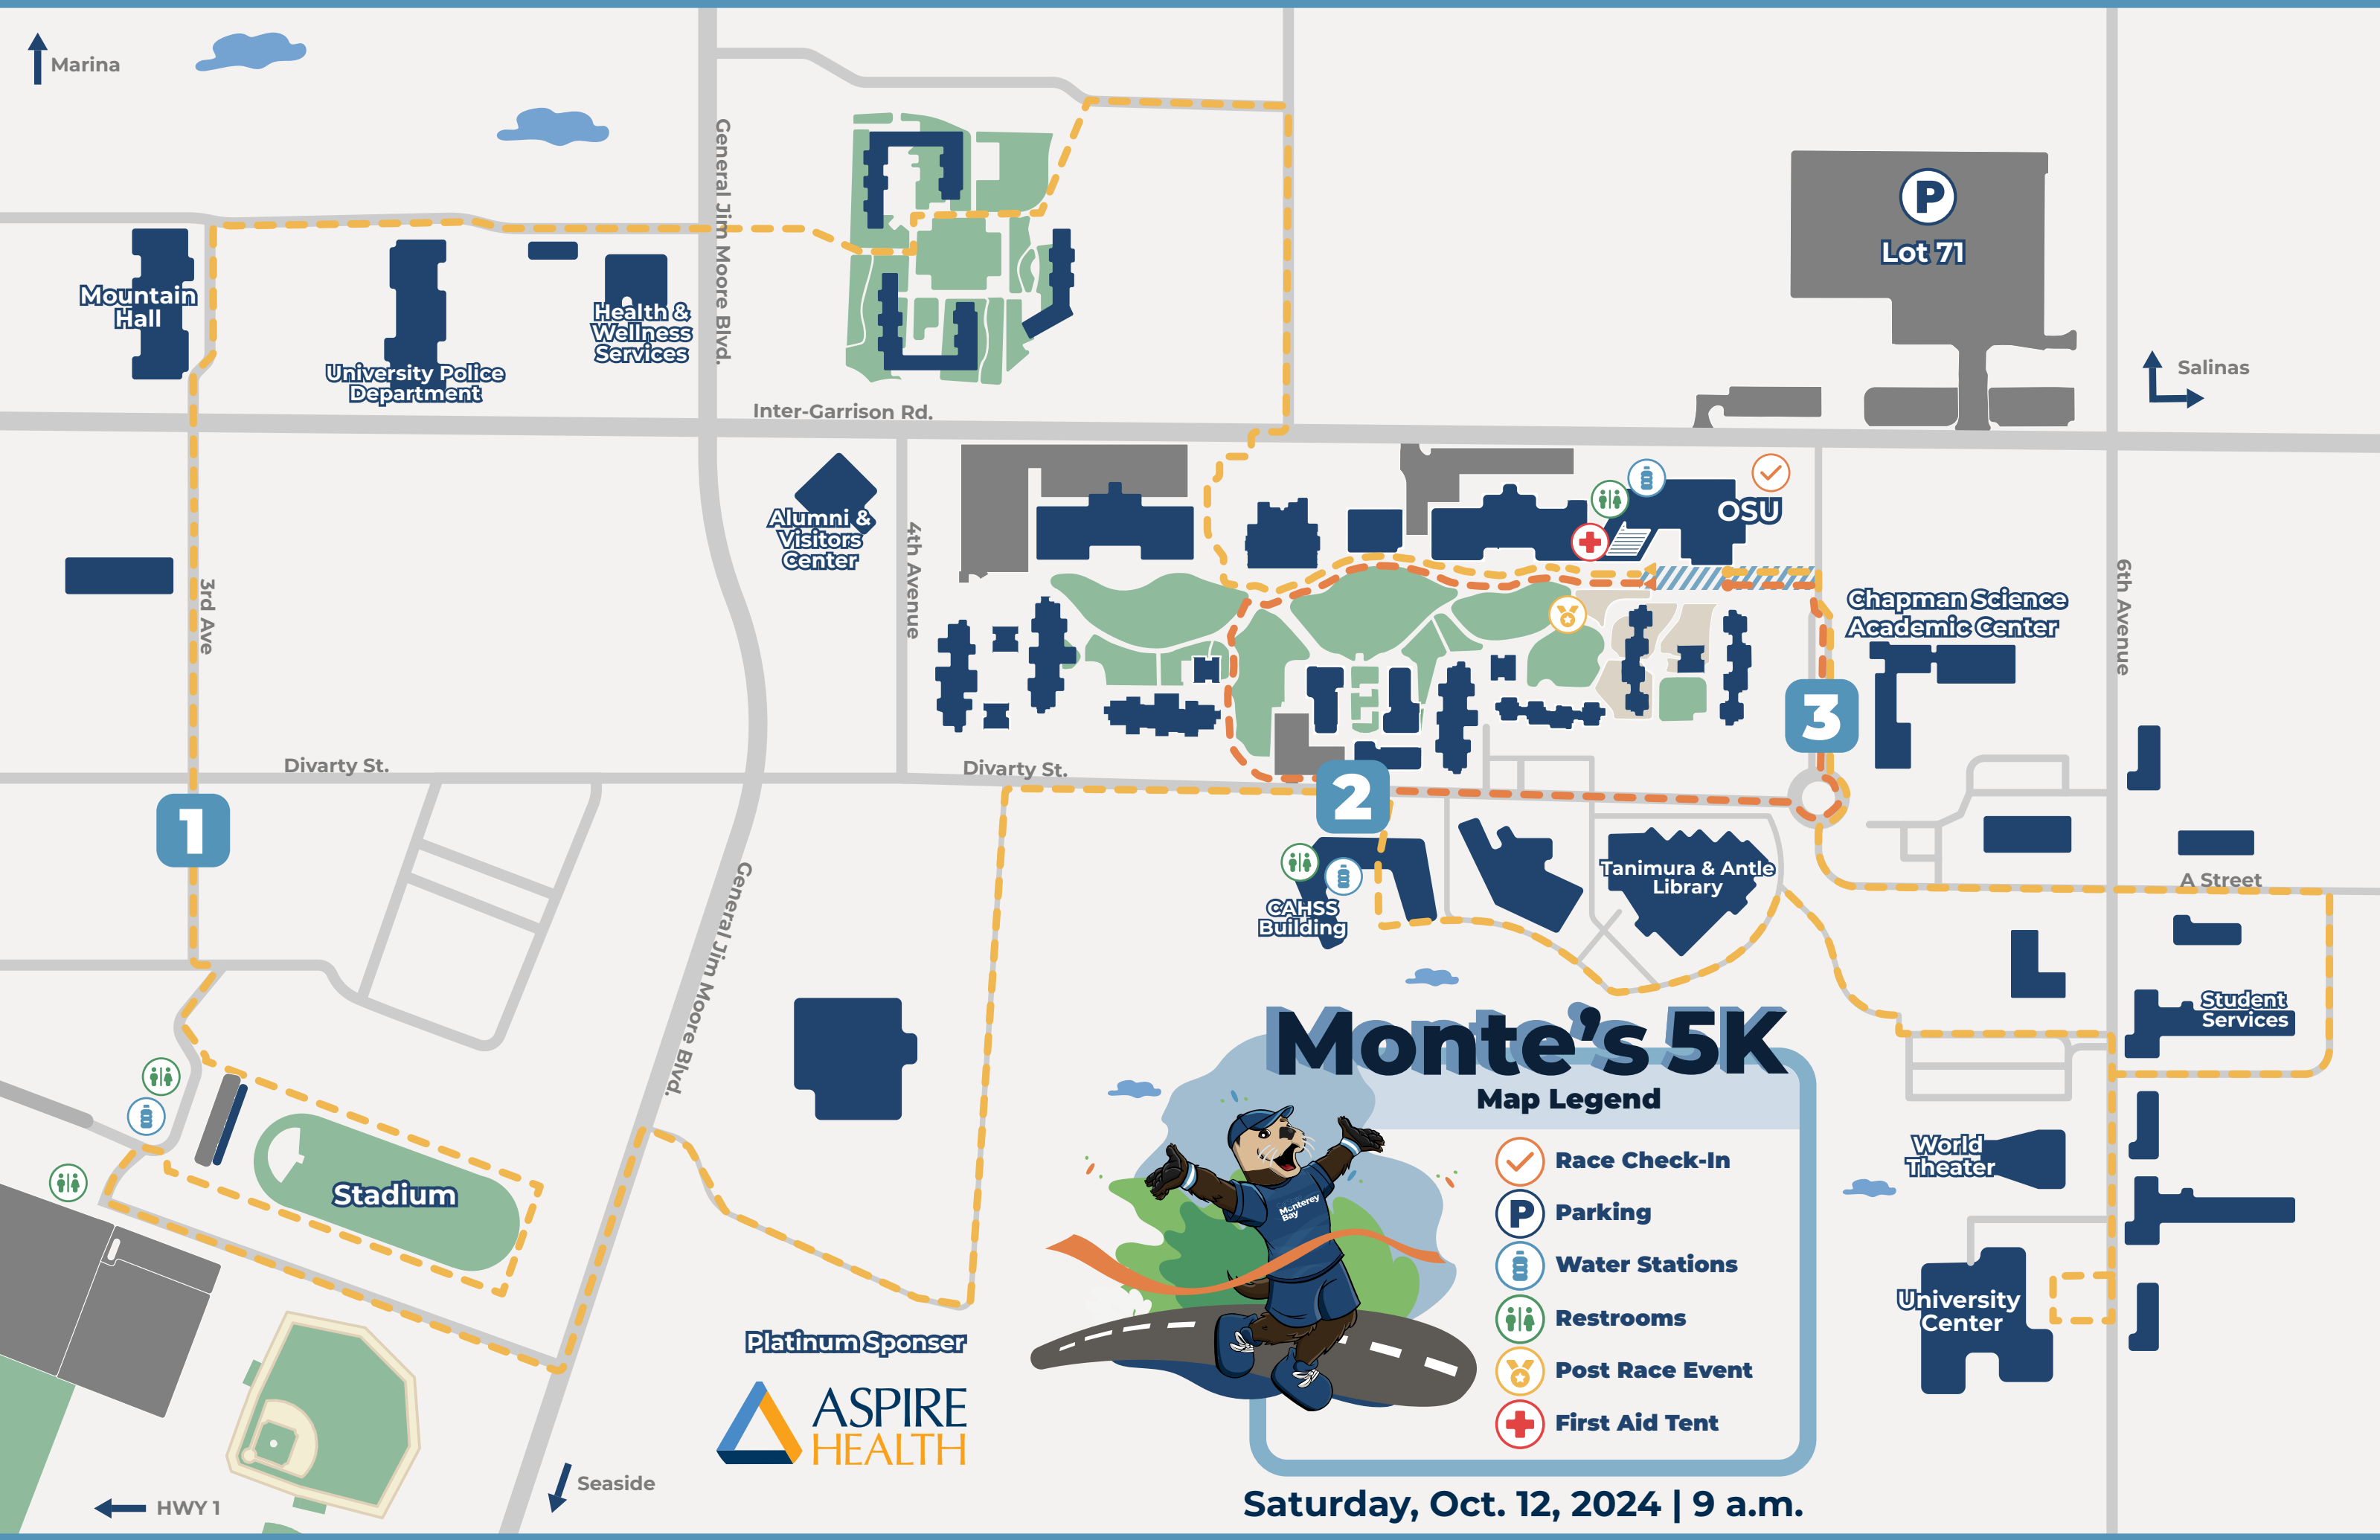 Marina
General Jim Moore Blvd.
P
Lot 71
Mountain
Hall
University Police
Department
Health &
Wellness
Services
Salinas
Inter-Garrison Rd.
Alumni &
Visitors
Center
4th Avenue
OSU
3rd Ave
6th Avenue
Chapman Science
Academic Center
3
Divarty St.
Divarty St.
2
1
CAHSS
Building
Tanimura & Antle
Library
A Street
General Jim Moore Blvd.
Student
Services
Stadium
World
Theater
University
Center
Monte's 5K
Map Legend
Race Check-In
P Parking
Water Stations
Restrooms
Post Race Event
First Aid Tent
Monterey
Bay
Platinum Sponser
ASPIRE
HEALTH
Seaside
HWY 1
Saturday, Oct. 12, 2024 | 9 a.m.